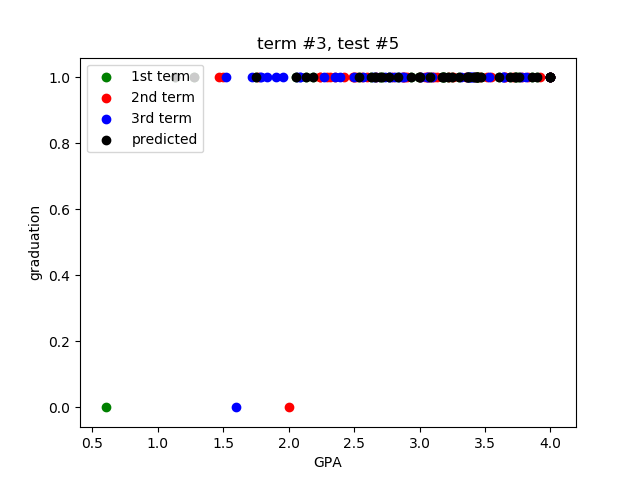 term #3, test #5
1st term
2nd term
3rd term
predicted
graduation
1.0
0.8
0.6
0.4
0.2
0.0
0.5 1.0 1.5 2.0 2.5 3.0 3.5 4.0
GPA